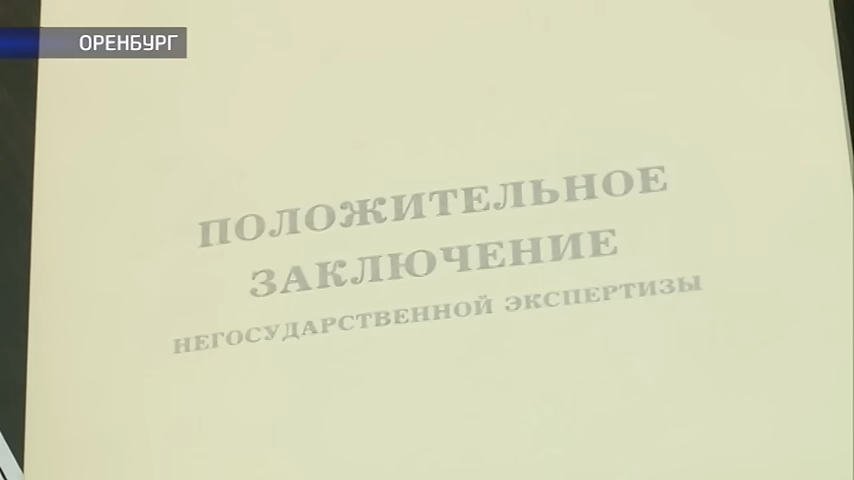 ОРЕНБУРГ
ПОЛОЖИТЕЛЬНОЕ
ЗАКЛЮЧЕНИЕ
НЕГОСУДАРСТВЕННОЙ ЭКСПЕРТИЗЫ